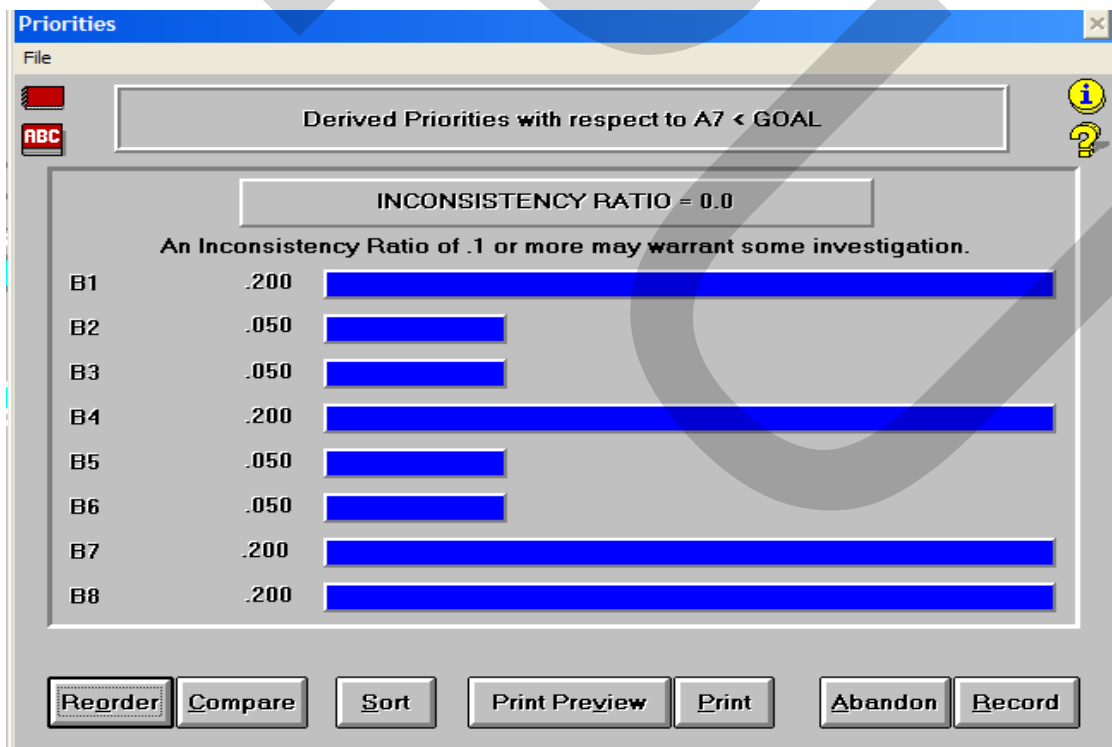 Priorities
File
ABC
Derived Priorities with respect to A7 < GOAL
INCONSISTENCY RATIO = 0.0
An Inconsistency Ratio of .1 or more may warrant some investigation.
B1 .200
B2 .050
B3 .050
B4 .200
B5 .050
B6 .050
B7 .200
B8 .200
Reorder Compare Sort Print Preview Print Abandon Record